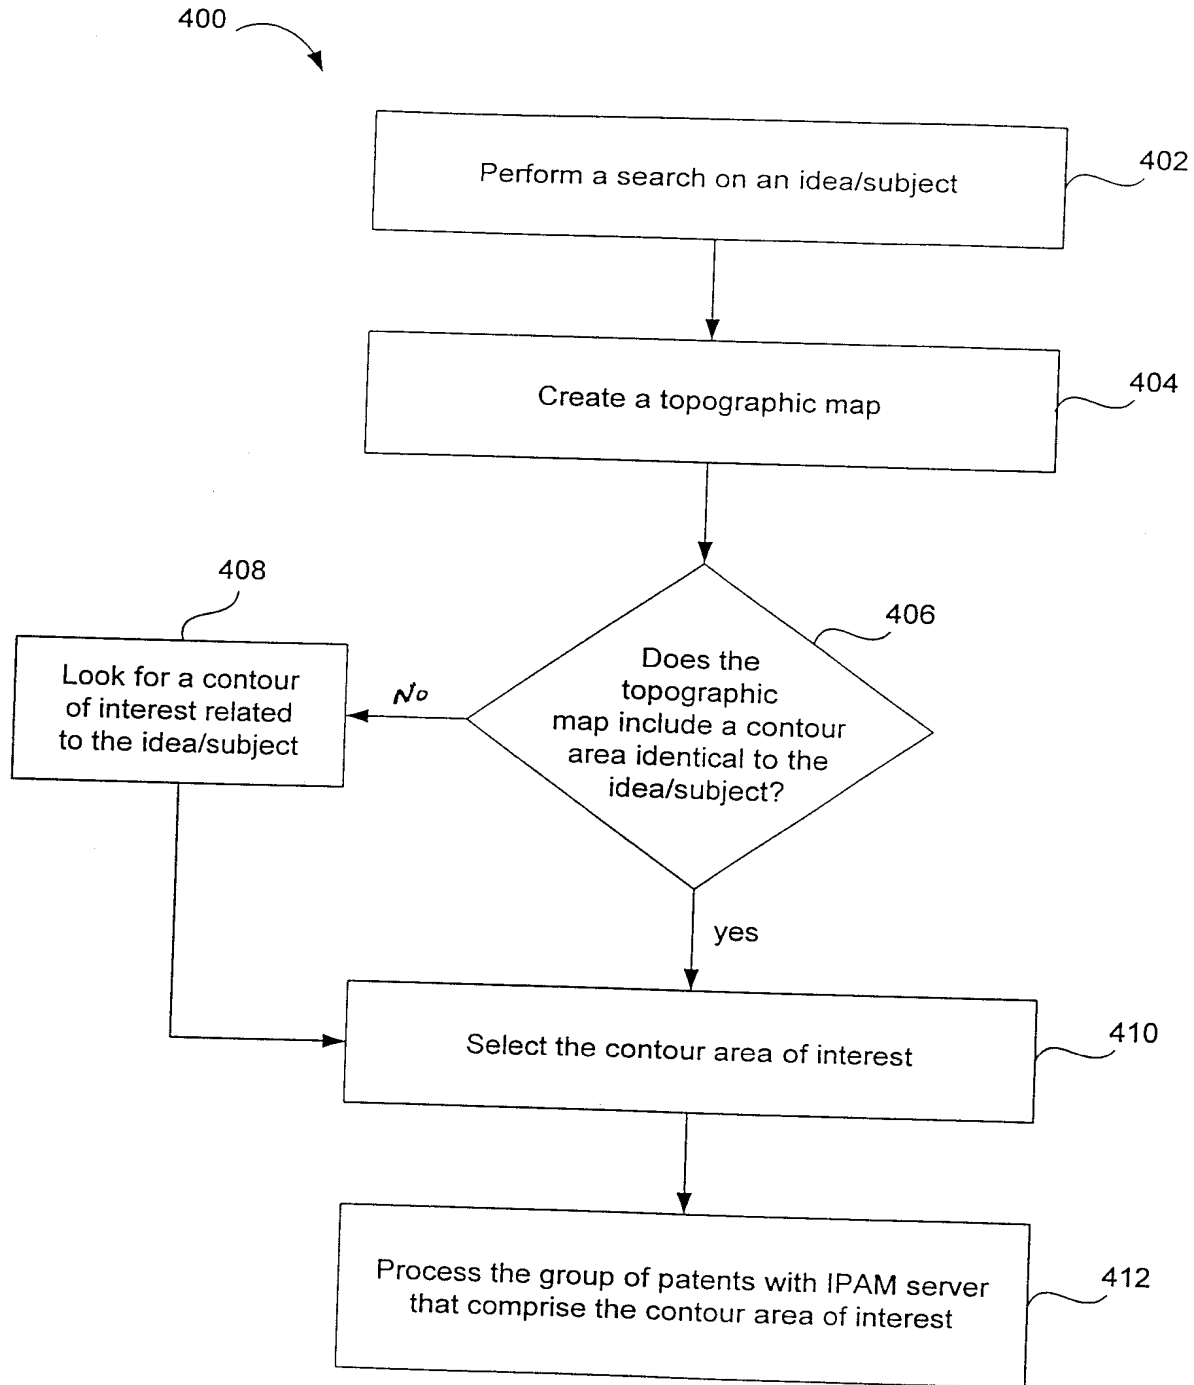 400
Perform a search on an idea/subject
402
Create a topographic map
404
408
406
Look for a contour
of interest related
to the idea/subject
No
Does the
topographic
map include a contour
area identical to the
idea/subject?
yes
Select the contour area of interest
410
Process the group of patents with IPAM server
that comprise the contour area of interest
412